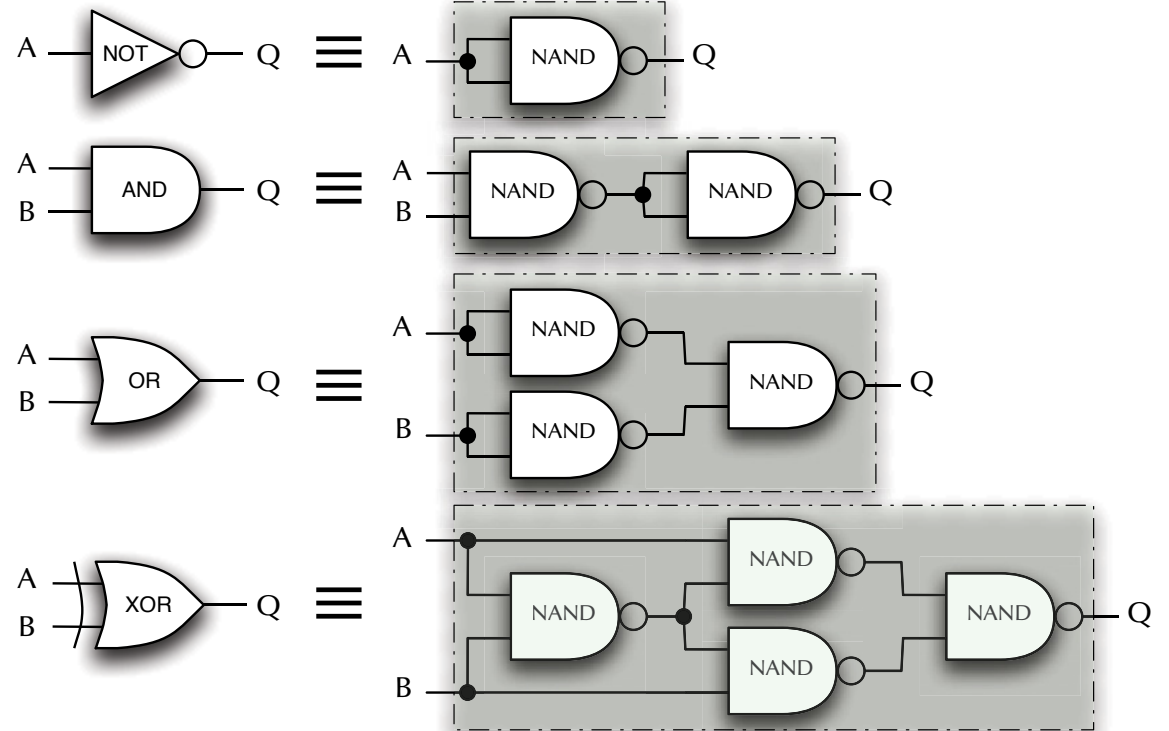 A NOT Q ≡ A NAND Q
A B AND Q ≡ A B NAND NAND Q
A B OR Q ≡ A B NAND NAND NAND Q
A B XOR Q ≡ A B NAND NAND NAND NAND Q